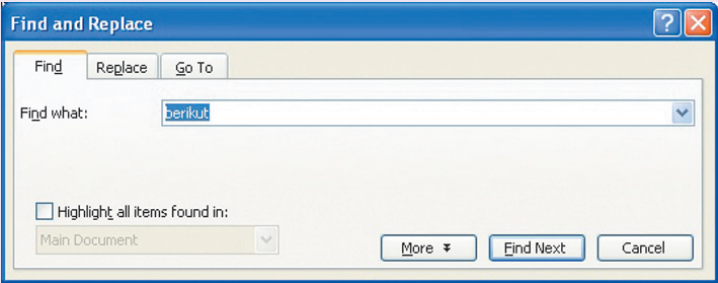 Find and Replace
Find Replace Go To
Find what: berikut
Highlight all items found in:
Main Document
More Find Next Cancel